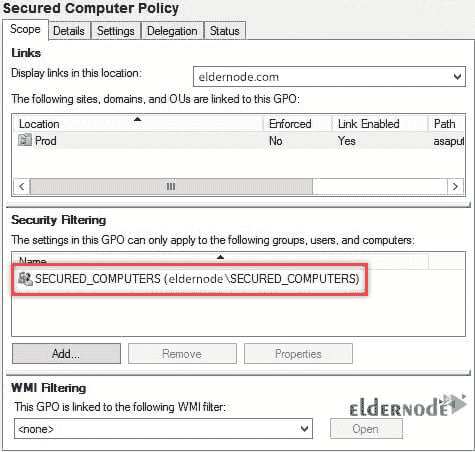 Secured Computer Policy
Scope Details Settings Delegation Status
Links
Display links in this location: eldernode.com
The following sites, domains, and OUs are linked to this GPO:
Location Enforced Link Enabled Path
Prod No Yes asaput
Security Filtering
The settings in this GPO can only apply to the following groups, users, and computers:
Name
SECURED_COMPUTERS (eldernode\SECURED_COMPUTERS)
Add... Remove Properties
WMI Filtering
eldernode
This GPO is linked to the following WMI filter:
<none> Open